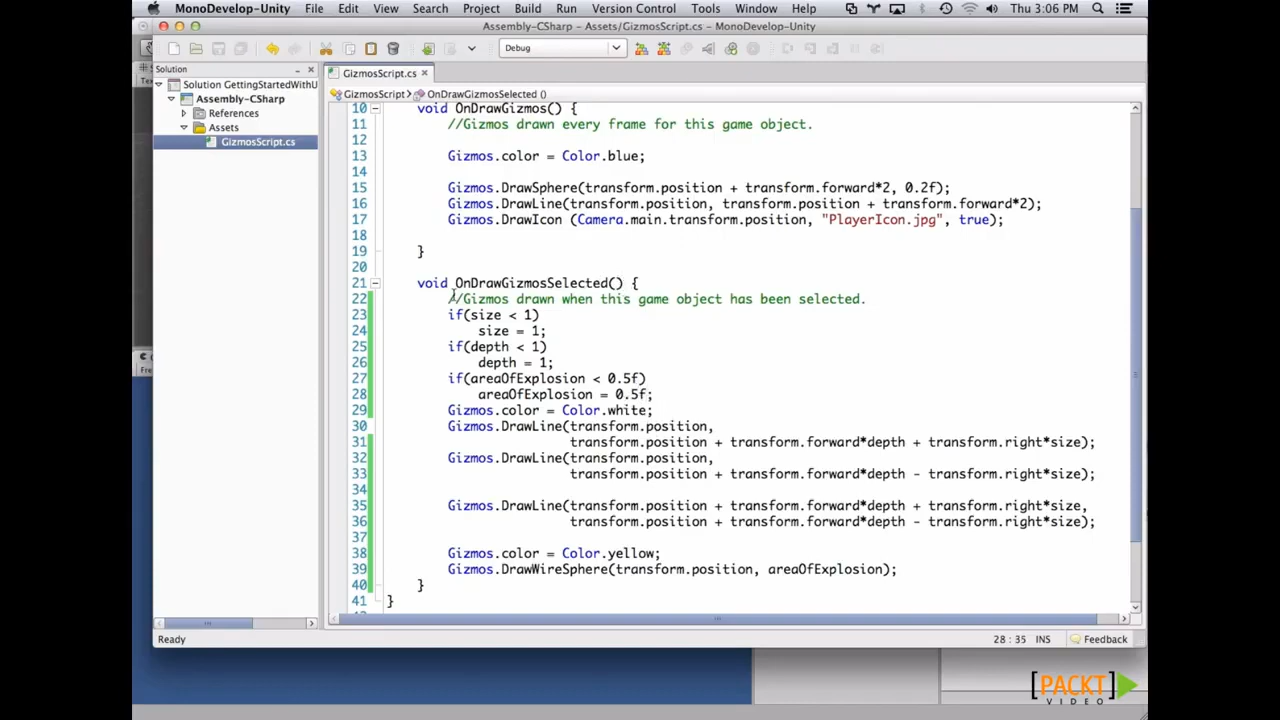 MonoDevelop-Unity File Edit View Search Project Build Run Version Control Tools Window Help Thu 3:06 PM
Assembly-CSharp – Assets/GizmosScript.cs – MonoDevelop-Unity
Debug
Solution
GizmosScript.cs
Solution GettingStartedWithU
Assembly-CSharp
References
Assets
GizmosScript.cs
GizmosScript OnDrawGizmosSelected ()
10 void OnDrawGizmos() {
11 //Gizmos drawn every frame for this game object.
12
13 Gizmos.color = Color.blue;
14
15 Gizmos.DrawSphere(transform.position + transform.forward*2, 0.2f);
16 Gizmos.DrawLine(transform.position, transform.position + transform.forward*2);
17 Gizmos.DrawIcon (Camera.main.transform.position, "PlayerIcon.jpg", true);
18
19 }
20
21 void OnDrawGizmosSelected() {
22 //Gizmos drawn when this game object has been selected.
23 if(size < 1)
24 size = 1;
25 if(depth < 1)
26 depth = 1;
27 if(areaOfExplosion < 0.5f)
28 areaOfExplosion = 0.5f;
29 Gizmos.color = Color.white;
30 Gizmos.DrawLine(transform.position,
31 transform.position + transform.forward*depth + transform.right*size);
32 Gizmos.DrawLine(transform.position,
33 transform.position + transform.forward*depth - transform.right*size);
34
35 Gizmos.DrawLine(transform.position + transform.forward*depth + transform.right*size,
36 transform.position + transform.forward*depth - transform.right*size);
37
38 Gizmos.color = Color.yellow;
39 Gizmos.DrawWireSphere(transform.position, areaOfExplosion);
40 }
41 }
Ready
28 : 35 INS Feedback
[PACKT]
VIDEO